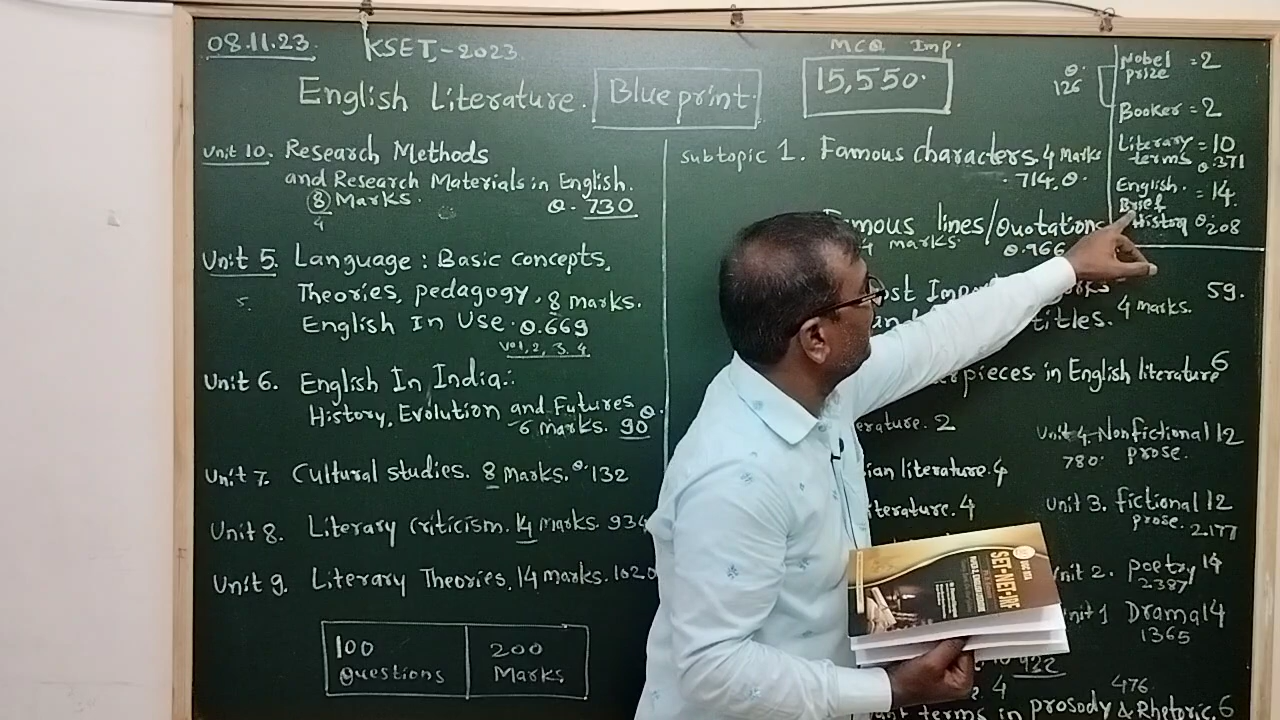 08.11.23.
KSET-2023
MCQ Imp.
English Literature. Blueprint.
15,550.
Unit 10. Research Methods
and Research Materials in English.
8 Marks. Q. 730
4
Unit 5. Language: Basic concepts,
Theories, pedagogy, 8 marks.
English In Use. Q.669
Vol 1, 2, 3. 4
Unit 6. English In India:
History, Evolution and Futures
6 marks. 90 Q.
Unit 7. Cultural studies. 8 Marks. Q. 132
Unit 8. Literary criticism. 14 marks. 934
Unit 9. Literary Theories, 14 marks. 1020
100 Questions
200 Marks
subtopic 1. Famous characters. 4 Marks
714. Q.
Famous lines/Quotations
4 marks. Q.966
59.
and titles. 4 marks.
in English literature 6
2
literature. 4
4
Q. 126
Nobel prize = 2
Booker = 2
Literary terms = 10
Q.371
English Brief History = 14.
Q.208
Unit 4 Nonfictional prose. 12
780.
Unit 3. fictional prose. 12
2177
Unit 2. poetry 14
2387
Unit 1 Drama 14
1365
922
4
476
terms in prosody & Rhetoric 6
SET-NET-JRF